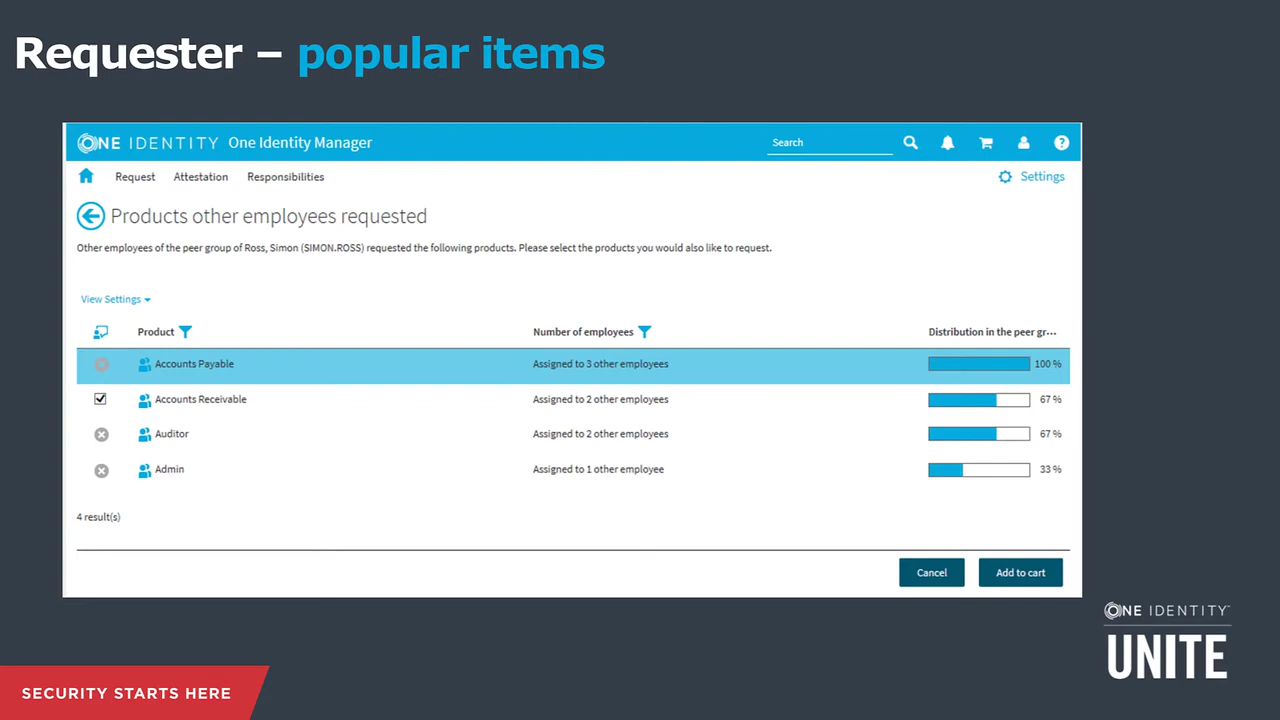 Requester – popular items
ONE IDENTITY One Identity Manager Search
Request Attestation Responsibilities Settings
Products other employees requested
Other employees of the peer group of Ross, Simon (SIMON.ROSS) requested the following products. Please select the products you would also like to request.
View Settings
Product Number of employees Distribution in the peer gr...
Accounts Payable Assigned to 3 other employees 100 %
Accounts Receivable Assigned to 2 other employees 67 %
Auditor Assigned to 2 other employees 67 %
Admin Assigned to 1 other employee 33 %
4 result(s)
Cancel Add to cart
ONE IDENTITY
UNITE
SECURITY STARTS HERE